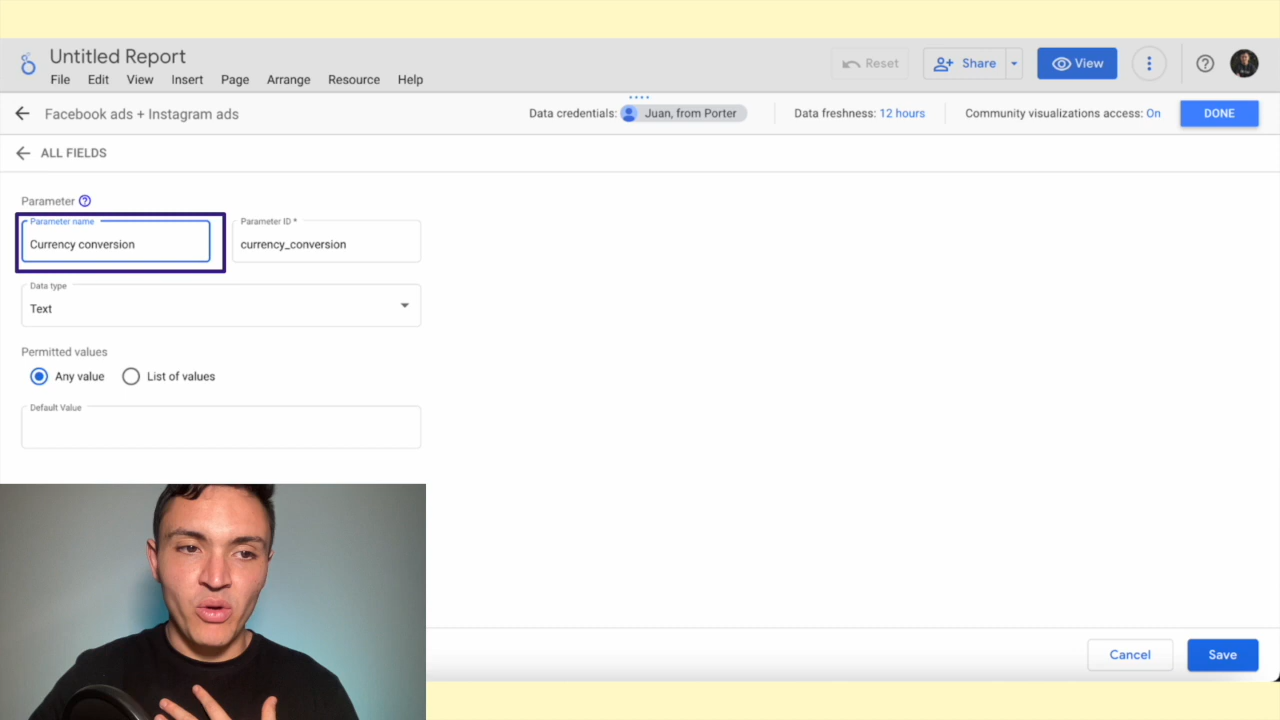 Untitled Report
File Edit View Insert Page Arrange Resource Help
Reset
Share
View
Facebook ads + Instagram ads
Data credentials: Juan, from Porter
Data freshness: 12 hours
Community visualizations access: On
DONE
ALL FIELDS
Parameter
Parameter name
Currency conversion
Parameter ID *
currency_conversion
Data type
Text
Permitted values
Any value
List of values
Default Value
Cancel
Save